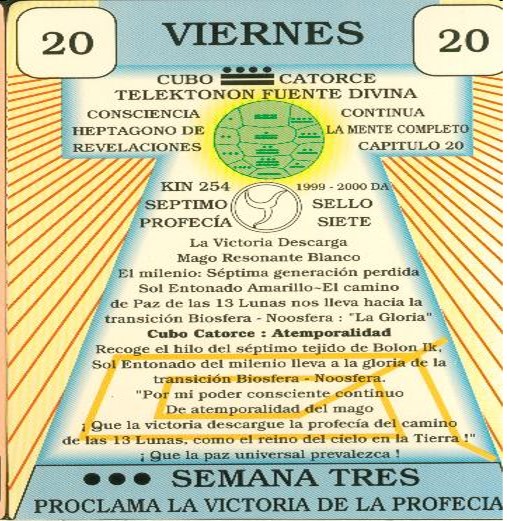 20 VIERNES 20
CUBO CATORCE
TELEKTONON FUENTE DIVINA
CONSCIENCIA CONTINUA
HEPTAGONO DE LA MENTE COMPLETO
REVELACIONES CAPITULO 20
KIN 254 1999 - 2000 DA
SEPTIMO SELLO
PROFECÍA SIETE
La Victoria Descarga
Mago Resonante Blanco
El milenio: Séptima generación perdida
Sol Entonado Amarillo~El camino
de Paz de las 13 Lunas nos lleva hacia la
transición Biosfera - Noosfera : "La Gloria"
Cubo Catorce : Atemporalidad
Recoge el hilo del séptimo tejido de Bolon Ik,
Sol Entonado del milenio lleva a la gloria de la
transición Biosfera - Noosfera.
"Por mi poder consciente continuo
De atemporalidad del mago
¡ Que la victoria descargue la profecía del camino
de las 13 Lunas, como el reino del cielo en la Tierra !"
¡ Que la paz universal prevalezca !
SEMANA TRES
PROCLAMA LA VICTORIA DE LA PROFECIA